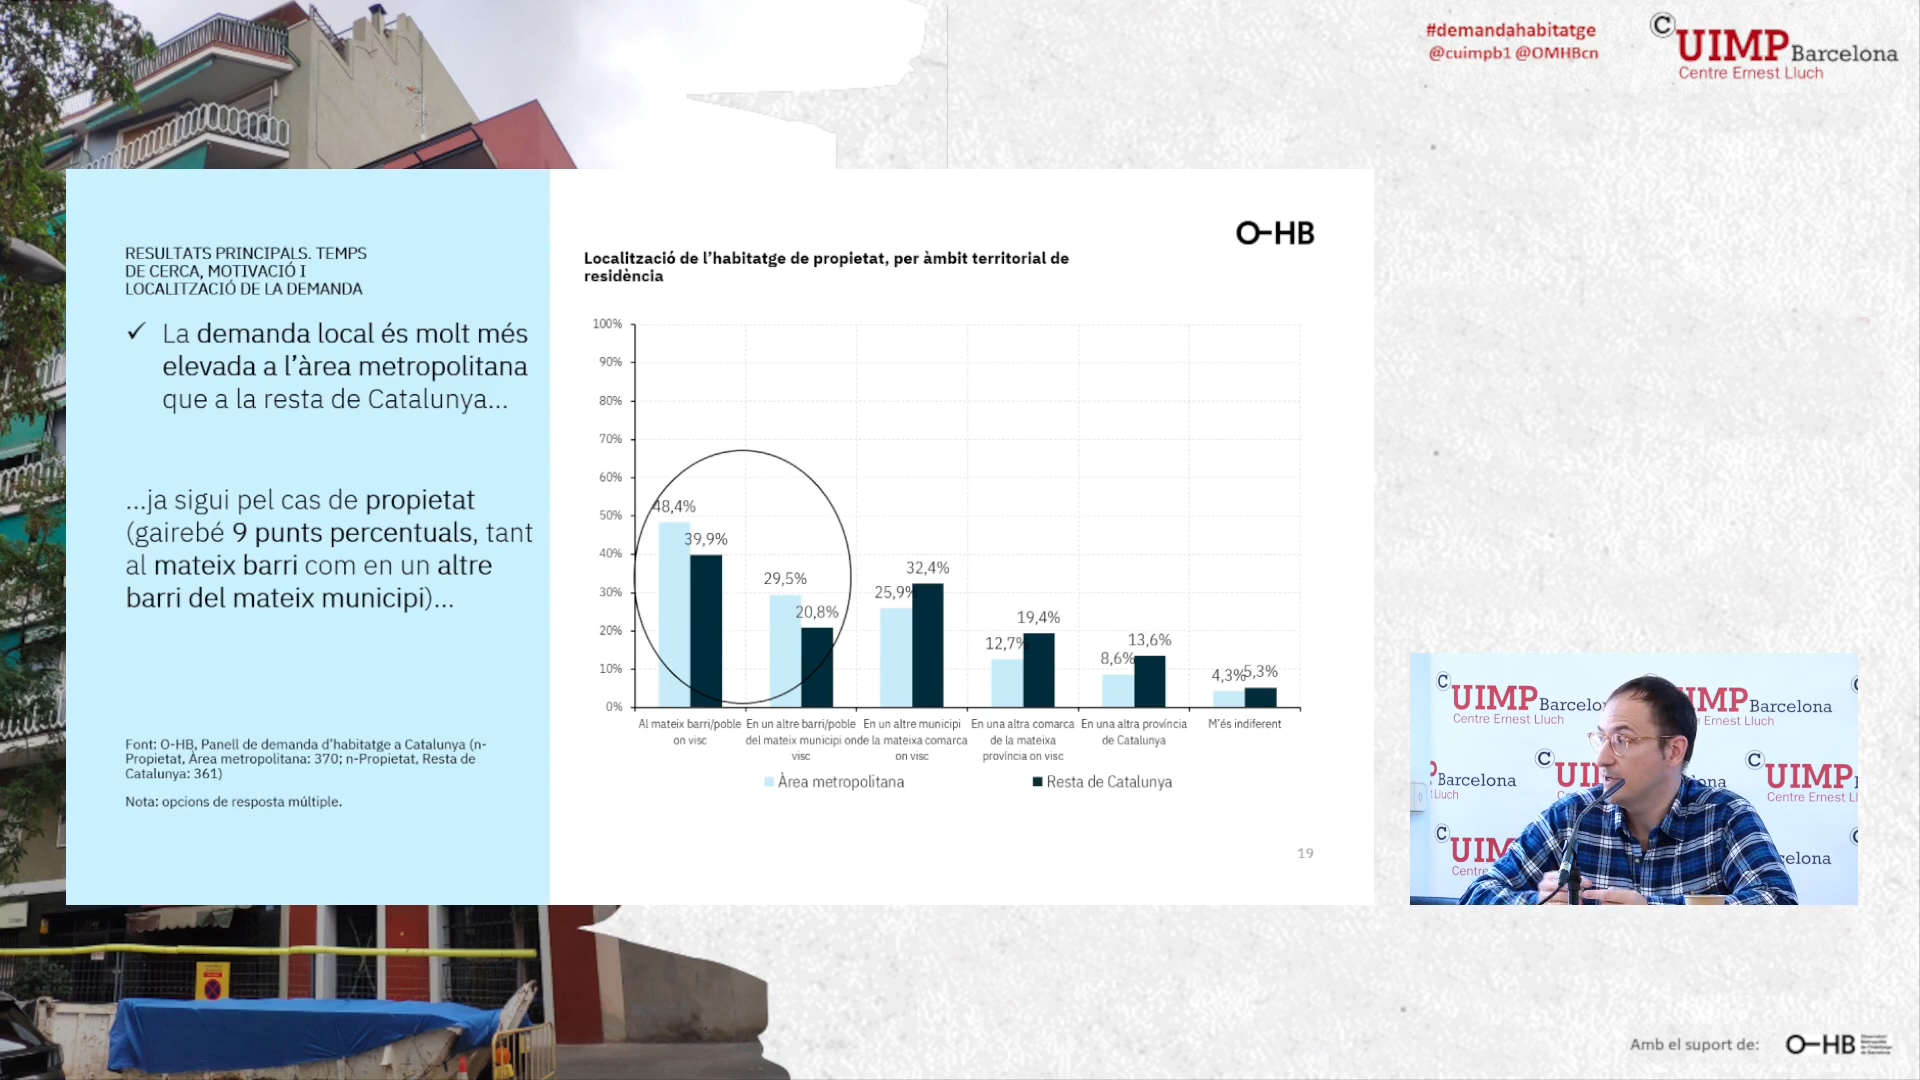 #demandahabitatge
@cuimpb1 @OMHBcn
C UIMP Barcelona
Centre Ernest Lluch
O-HB
RESULTATS PRINCIPALS. TEMPS
DE CERCA, MOTIVACIÓ I
LOCALITZACIÓ DE LA DEMANDA
✓ La demanda local és molt més
elevada a l'àrea metropolitana
que a la resta de Catalunya...
...ja sigui pel cas de propietat
(gairebé 9 punts percentuals, tant
al mateix barri com en un altre
barri del mateix municipi)...
Font: O-HB, Panell de demanda d'habitatge a Catalunya (n-
Propietat, Àrea metropolitana: 370; n-Propietat, Resta de
Catalunya: 361)
Nota: opcions de resposta múltiple.
Localització de l'habitatge de propietat, per àmbit territorial de
residència
100%
90%
80%
70%
60%
50%
40%
30%
20%
10%
0%
48,4%
39,9%
29,5%
20,8%
25,9%
32,4%
12,7%
19,4%
8,6%
13,6%
4,3%
5,3%
Al mateix barri/poble
on visc
En un altre barri/poble
del mateix municipi on
visc
En un altre municipi
de la mateixa comarca
on visc
En una altra comarca
de la mateixa
província on visc
En una altra província
de Catalunya
M'és indiferent
Àrea metropolitana
Resta de Catalunya
19
C UIMP Barcelona
Centre Ernest Lluch
Barcelona
Amb el suport de:
O-HB